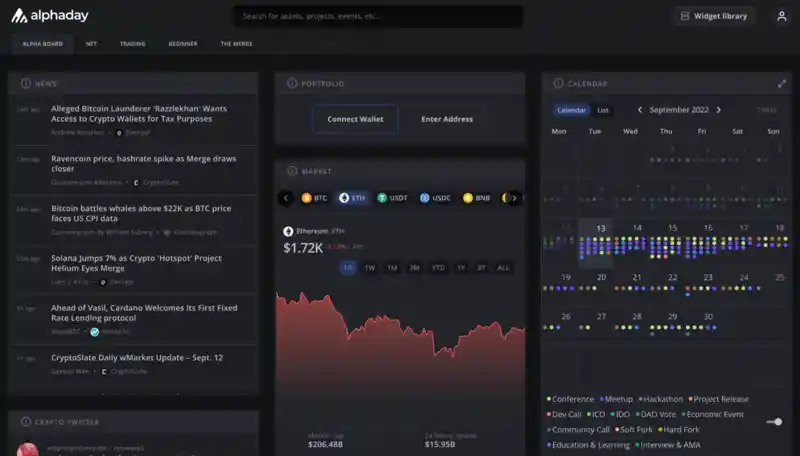 alphaday
Search for assets, projects, events, etc...
Widget library
ALPHA BOARD
NFT
TRADING
BEGINNER
THE MERGE
NEWS
Alleged Bitcoin Launderer 'Razzlekhan' Wants
Access to Crypto Wallets for Tax Purposes
Decrypt
Ravencoin price, hashrate spike as Merge draws
closer
CryptoSlate
Bitcoin battles whales above $22K as BTC price
faces US CPI data
Solana Jumps 7% as Crypto 'Hotspot' Project
Helium Eyes Merge
Decrypt
Ahead of Vasil, Cardano Welcomes Its First Fixed
Rate Lending protocol
CryptoSlate Daily wMarket Update – Sept. 12
CryptoSlate
CRYPTO TWITTER
PORTFOLIO
Connect Wallet
Enter Address
MARKET
BTC
ETH
USDT
USDC
BNB
Ethereum ETH
$1.72K
1D
1W
1M
YTD
1Y
3Y
ALL
$206.48B
$15.95B
CALENDAR
Calendar
List
September 2022
Mon Tue Wed Thu Fri Sat Sun
13 14 15 16 17 18
19 20 21 22 23 24 25
26 27 28 29 30
Conference Meetup Hackathon Project Release
Dev Call ICO IDO DAO Vote Economic Event
Community Call Soft Fork Hard Fork
Education & Learning Interview & AMA